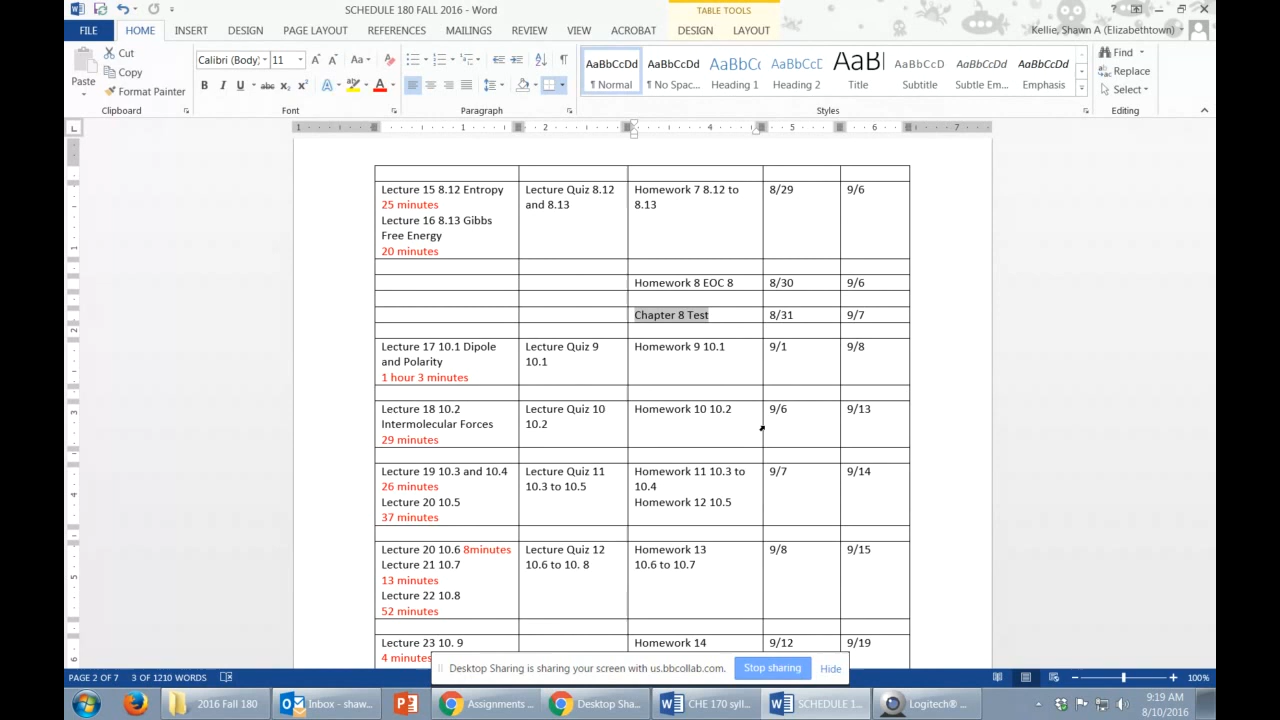 SCHEDULE 180 FALL 2016 - Word
TABLE TOOLS
FILE HOME INSERT DESIGN PAGE LAYOUT REFERENCES MAILINGS REVIEW VIEW ACROBAT DESIGN LAYOUT
Kellie, Shawn A (Elizabethtown)
Cut
Copy
Format Painter
Paste
Clipboard
Calibri (Body) 11
Font
Paragraph
AaBbCcDd AaBbCcDd AaBbCc AaBbCcD AaBl AaBbCcD AaBbCcDd AaBbCcDd
¶ Normal ¶ No Spac... Heading 1 Heading 2 Title Subtitle Subtle Em... Emphasis
Styles
Find
Replace
Select
Editing
1 1 2 4 5 6 7
Lecture 15 8.12 Entropy
25 minutes
Lecture 16 8.13 Gibbs
Free Energy
20 minutes
Lecture Quiz 8.12
and 8.13
Homework 7 8.12 to
8.13
8/29
9/6
Homework 8 EOC 8
8/30
9/6
Chapter 8 Test
8/31
9/7
Lecture 17 10.1 Dipole
and Polarity
1 hour 3 minutes
Lecture Quiz 9
10.1
Homework 9 10.1
9/1
9/8
Lecture 18 10.2
Intermolecular Forces
29 minutes
Lecture Quiz 10
10.2
Homework 10 10.2
9/6
9/13
Lecture 19 10.3 and 10.4
26 minutes
Lecture 20 10.5
37 minutes
Lecture Quiz 11
10.3 to 10.5
Homework 11 10.3 to
10.4
Homework 12 10.5
9/7
9/14
Lecture 20 10.6 8minutes
Lecture 21 10.7
13 minutes
Lecture 22 10.8
52 minutes
Lecture Quiz 12
10.6 to 10. 8
Homework 13
10.6 to 10.7
9/8
9/15
Lecture 23 10. 9
4 minutes
Homework 14
9/12
9/19
Desktop Sharing is sharing your screen with us.bbcollab.com.
Stop sharing
Hide
PAGE 2 OF 7 3 OF 1210 WORDS
100%
2016 Fall 180
Inbox - shaw...
Assignments ...
Desktop Sha...
CHE 170 syll...
SCHEDULE 1...
Logitech® ...
9:19 AM
8/10/2016